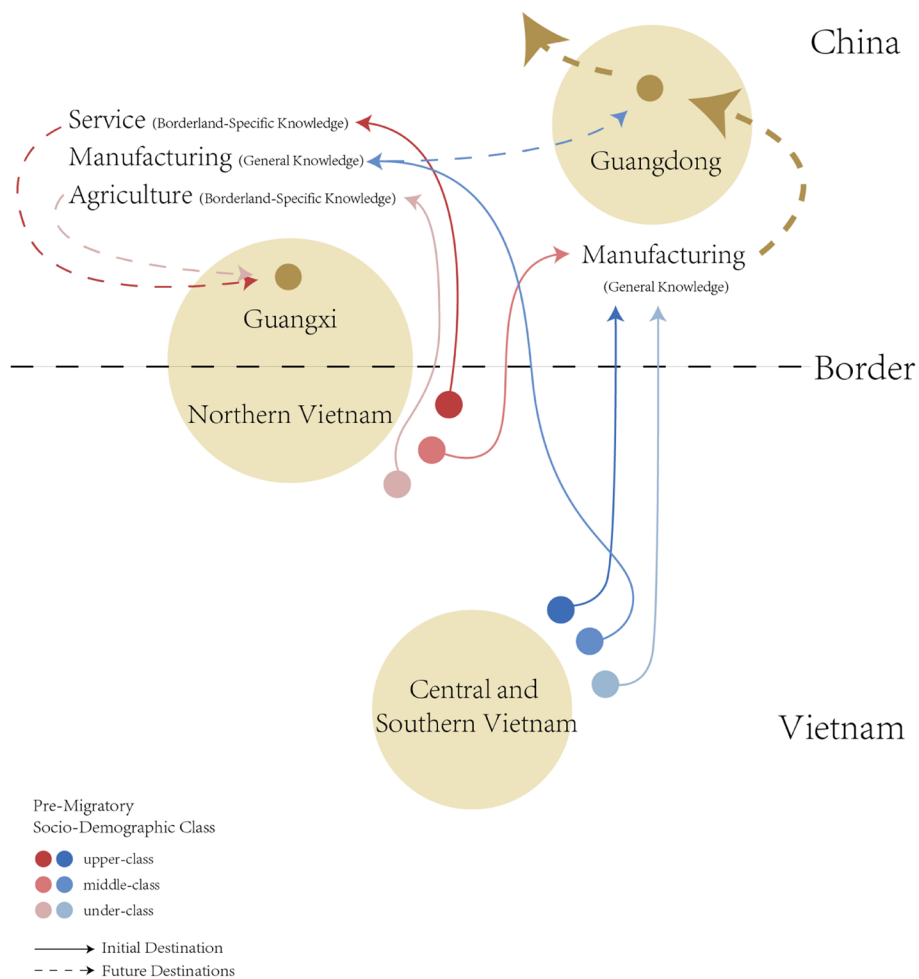 China
Service (Borderland-Specific Knowledge)
Manufacturing (General Knowledge)
Agriculture (Borderland-Specific Knowledge)
Guangdong
Manufacturing
(General Knowledge)
Guangxi
Border
Northern Vietnam
Central and
Southern Vietnam
Vietnam
Pre-Migratory
Socio-Demographic Class
upper-class
middle-class
under-class
Initial Destination
Future Destinations